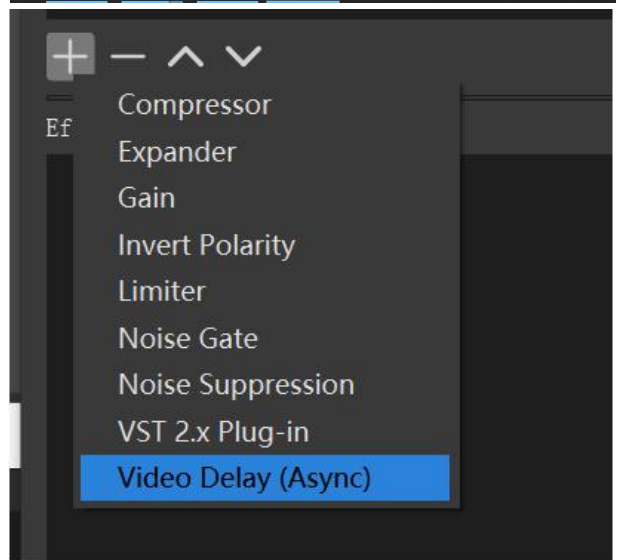 Ef
Compressor
Expander
Gain
Invert Polarity
Limiter
Noise Gate
Noise Suppression
VST 2.x Plug-in
Video Delay (Async)